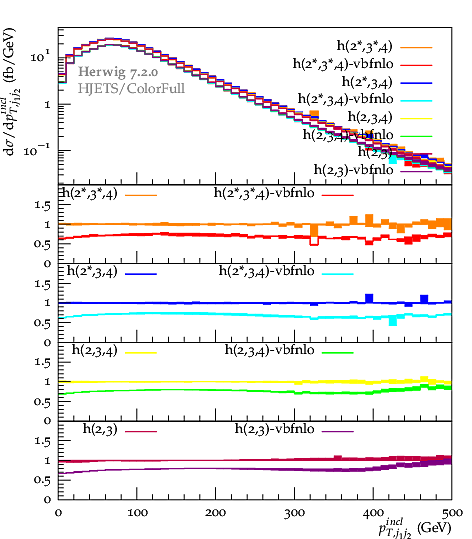 dσ/dp_{T,j₁j₂}^{incl} (fb/GeV)
10¹
1
10⁻¹
Herwig 7.2.0
HJETS/ColorFull
h(2*,3*,4)
h(2*,3*,4)-vbfnlo
h(2*,3,4)
h(2*,3,4)-vbfnlo
h(2,3,4)
h(2,3,4)-vbfnlo
h(2,3)
h(2,3)-vbfnlo
h(2*,3*,4) h(2*,3*,4)-vbfnlo
1.5
1
0.5
0
h(2*,3,4) h(2*,3,4)-vbfnlo
1.5
1
0.5
0
h(2,3,4) h(2,3,4)-vbfnlo
1.5
1
0.5
0
h(2,3) h(2,3)-vbfnlo
1.5
1
0.5
0
0 100 200 300 400 500
p_{T,j₁j₂}^{incl} (GeV)